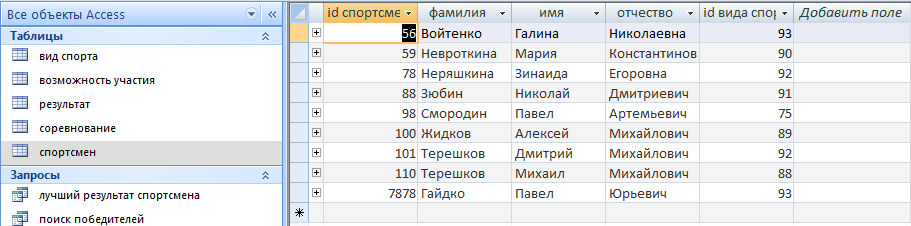 Все объекты Access
Таблицы
вид спорта
возможность участия
результат
соревнование
спортсмен
Запросы
лучший результат спортсмена
поиск победителей
id спортсме фамилия имя отчество id вида спор Добавить поле
56 Войтенко Галина Николаевна 93
59 Невроткина Мария Константинов 90
78 Неряшкина Зинаида Егоровна 92
88 Зюбин Николай Дмитриевич 91
98 Смородин Павел Артемьевич 75
100 Жидков Алексей Михайлович 89
101 Терешков Дмитрий Михайлович 92
110 Терешков Михаил Михайлович 88
7878 Гайдко Павел Юрьевич 93